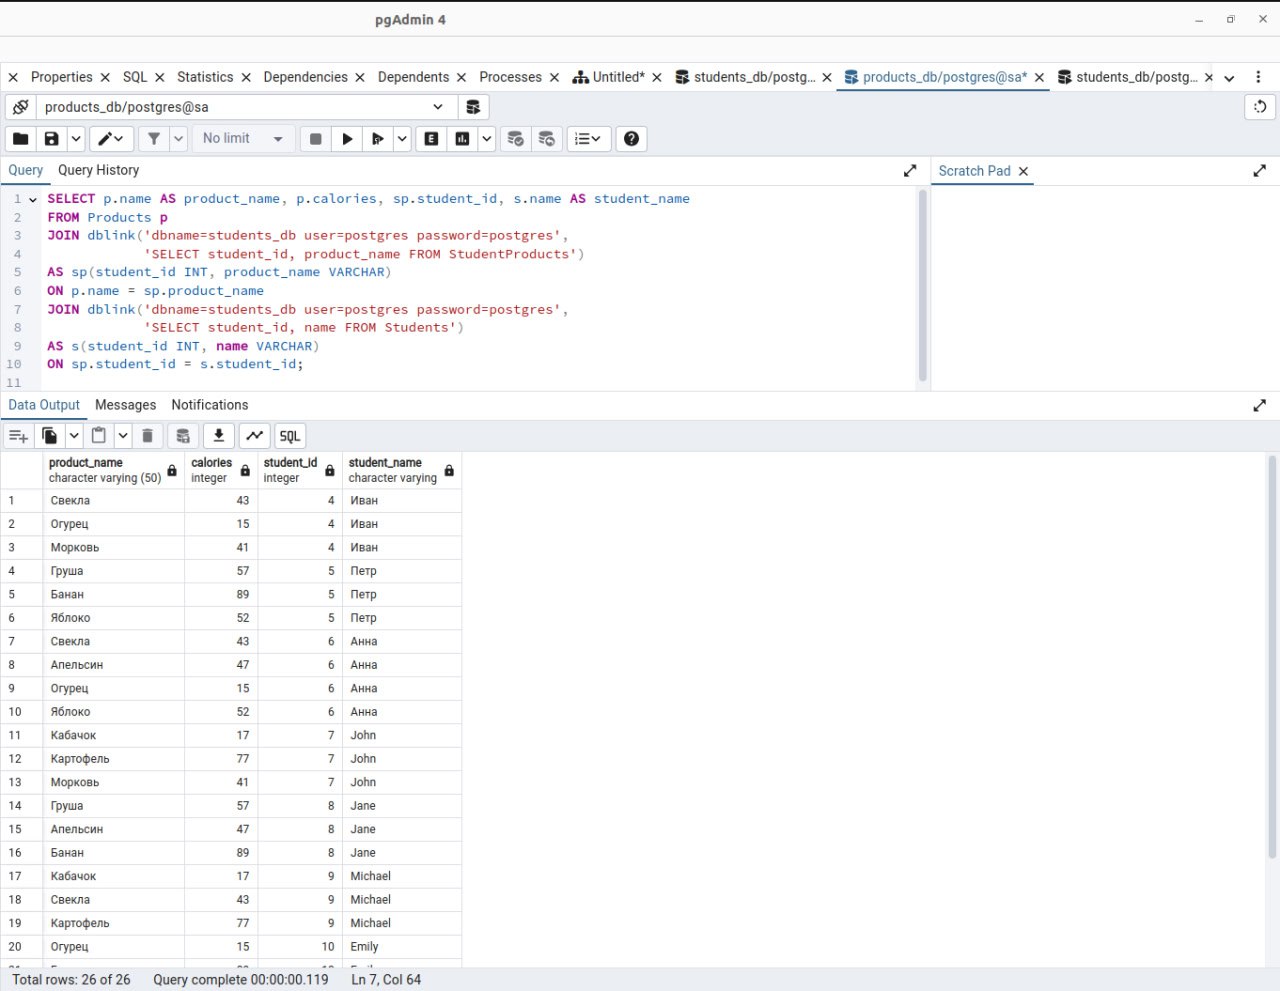 pgAdmin 4
Properties SQL Statistics Dependencies Dependents Processes Untitled* students_db/postg... products_db/postgres@sa* students_db/postg...
products_db/postgres@sa
No limit
Query Query History Scratch Pad
1 SELECT p.name AS product_name, p.calories, sp.student_id, s.name AS student_name
2 FROM Products p
3 JOIN dblink('dbname=students_db user=postgres password=postgres',
4 'SELECT student_id, product_name FROM StudentProducts')
5 AS sp(student_id INT, product_name VARCHAR)
6 ON p.name = sp.product_name
7 JOIN dblink('dbname=students_db user=postgres password=postgres',
8 'SELECT student_id, name FROM Students')
9 AS s(student_id INT, name VARCHAR)
10 ON sp.student_id = s.student_id;
11
Data Output Messages Notifications
SQL
product_name calories student_id student_name
character varying (50) integer integer character varying
1 Свекла 43 4 Иван
2 Огурец 15 4 Иван
3 Морковь 41 4 Иван
4 Груша 57 5 Петр
5 Банан 89 5 Петр
6 Яблоко 52 5 Петр
7 Свекла 43 6 Анна
8 Апельсин 47 6 Анна
9 Огурец 15 6 Анна
10 Яблоко 52 6 Анна
11 Кабачок 17 7 John
12 Картофель 77 7 John
13 Морковь 41 7 John
14 Груша 57 8 Jane
15 Апельсин 47 8 Jane
16 Банан 89 8 Jane
17 Кабачок 17 9 Michael
18 Свекла 43 9 Michael
19 Картофель 77 9 Michael
20 Огурец 15 10 Emily
Total rows: 26 of 26 Query complete 00:00:00.119 Ln 7, Col 64